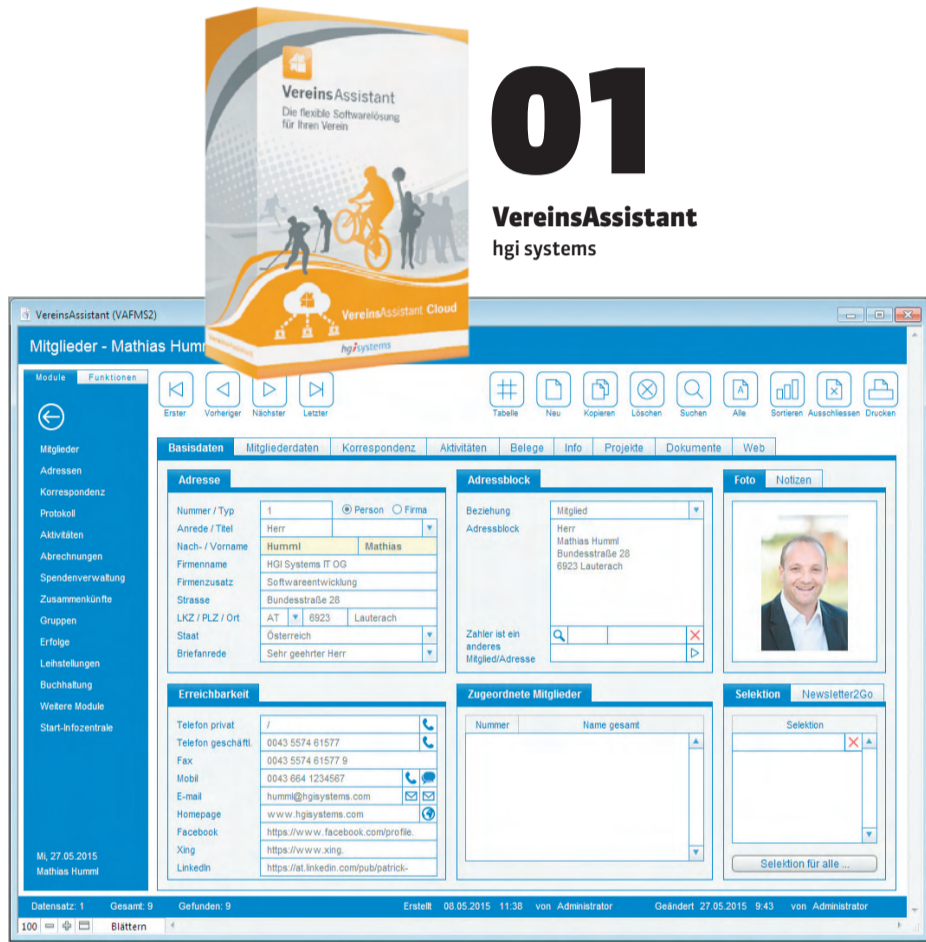 VereinsAssistant
Die flexible Softwarelösung
für Ihren Verein
VereinsAssistant Cloud
hgi systems
01
VereinsAssistant
hgi systems
VereinsAssistant (VAFMS2)
Mitglieder - Mathias Humm
Module Funktionen
Erster Vorheriger Nächster Letzter
Tabelle Neu Kopieren Löschen Suchen Alle Sortieren Ausschliessen Drucken
Mitglieder
Adressen
Korrespondenz
Protokoll
Aktivitäten
Abrechnungen
Spendenverwaltung
Zusammenkünfte
Gruppen
Erfolge
Leihstellungen
Buchhaltung
Weitere Module
Start-Infozentrale
Mi, 27.05.2015
Mathias Humml
Basisdaten Mitgliederdaten Korrespondenz Aktivitäten Belege Info Projekte Dokumente Web
Adresse
Nummer / Typ 1 Person Firma
Anrede / Titel Herr
Nach- / Vorname Humml Mathias
Firmenname HGI Systems IT OG
Firmenzusatz Softwareentwicklung
Strasse Bundesstraße 28
LKZ / PLZ / Ort AT 6923 Lauterach
Staat Österreich
Briefanrede Sehr geehrter Herr
Adressblock
Beziehung Mitglied
Adressblock Herr
Mathias Humml
Bundesstraße 28
6923 Lauterach
Zahler ist ein
anderes
Mitglied/Adresse
Foto Notizen
Erreichbarkeit
Telefon privat /
Telefon geschäftl. 0043 5574 61577
Fax 0043 5574 61577 9
Mobil 0043 664 1234567
E-mail humml@hgisystems.com
Homepage www.hgisystems.com
Facebook https://www.facebook.com/profile.
Xing https://www.xing.
LinkedIn https://at.linkedin.com/pub/patrick-
Zugeordnete Mitglieder
Nummer Name gesamt
Selektion Newsletter2Go
Selektion
Selektion für alle ...
Datensatz: 1 Gesamt: 9 Gefunden: 9 Erstellt 08.05.2015 11:38 von Administrator Geändert 27.05.2015 9:43 von Administrator
100 Blättern